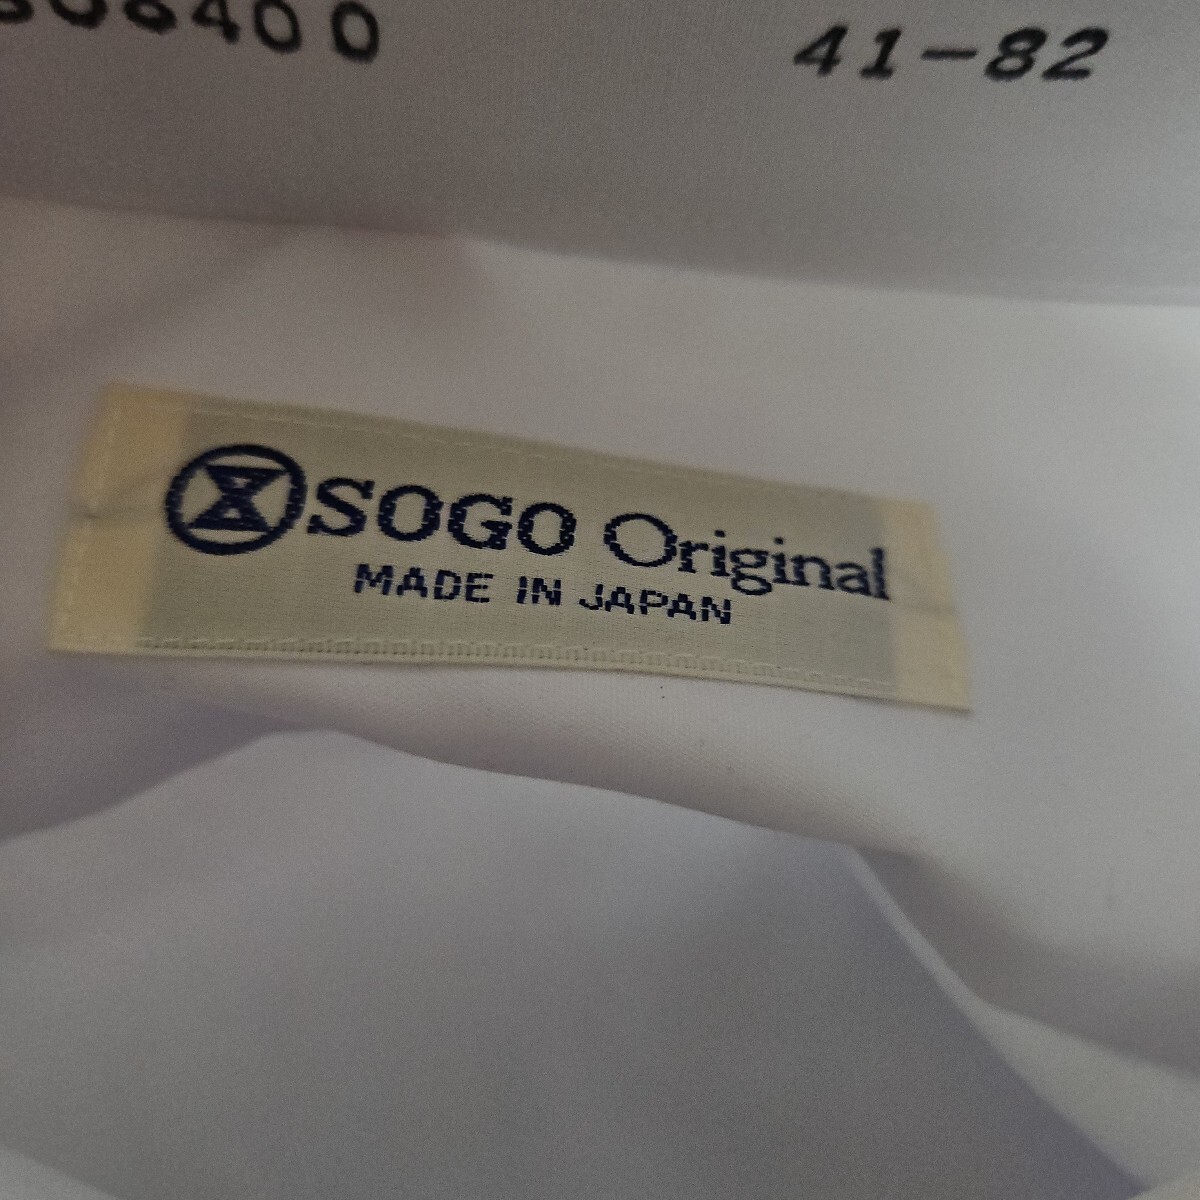 41-82
SOGO Original
MADE IN JAPAN